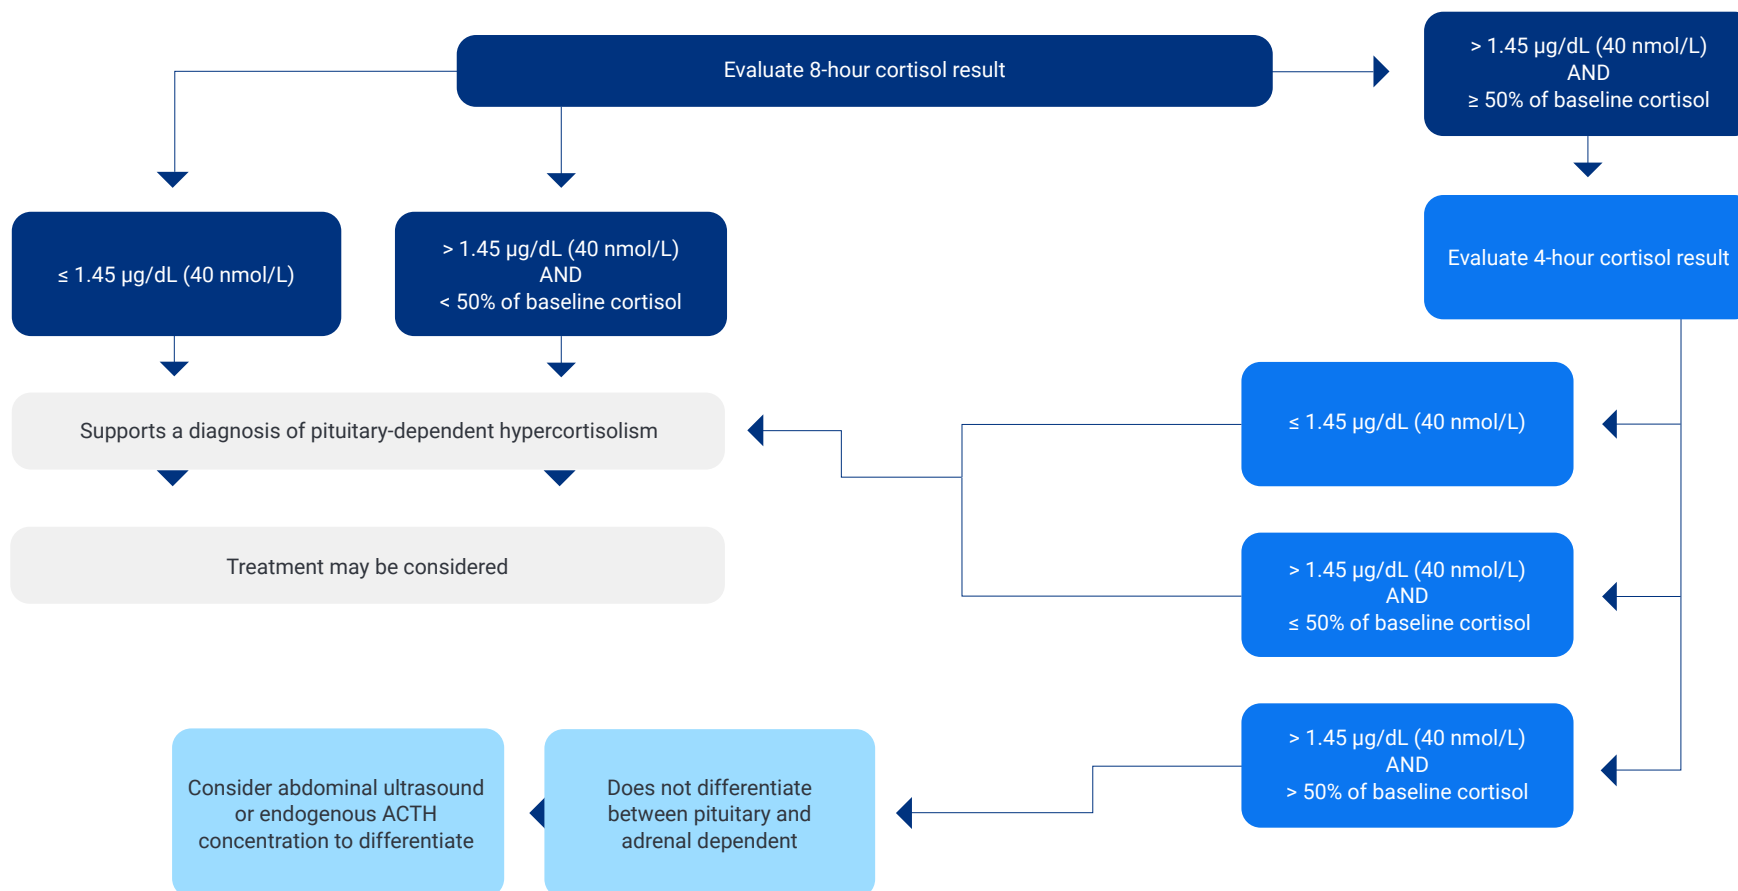 Evaluate 8-hour cortisol result
> 1.45 µg/dL (40 nmol/L)
AND
≥ 50% of baseline cortisol
≤ 1.45 µg/dL (40 nmol/L)
> 1.45 µg/dL (40 nmol/L)
AND
< 50% of baseline cortisol
Evaluate 4-hour cortisol result
Supports a diagnosis of pituitary-dependent hypercortisolism
≤ 1.45 µg/dL (40 nmol/L)
Treatment may be considered
> 1.45 µg/dL (40 nmol/L)
AND
≤ 50% of baseline cortisol
> 1.45 µg/dL (40 nmol/L)
AND
> 50% of baseline cortisol
Does not differentiate
between pituitary and
adrenal dependent
Consider abdominal ultrasound
or endogenous ACTH
concentration to differentiate